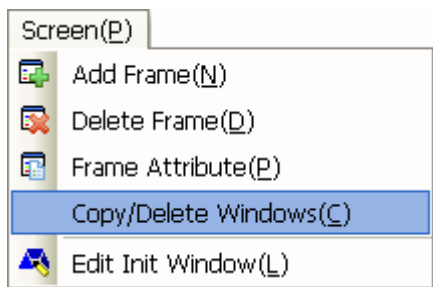 Screen(P)
Add Frame(N)
Delete Frame(D)
Frame Attribute(P)
Copy/Delete Windows(C)
Edit Init Window(L)